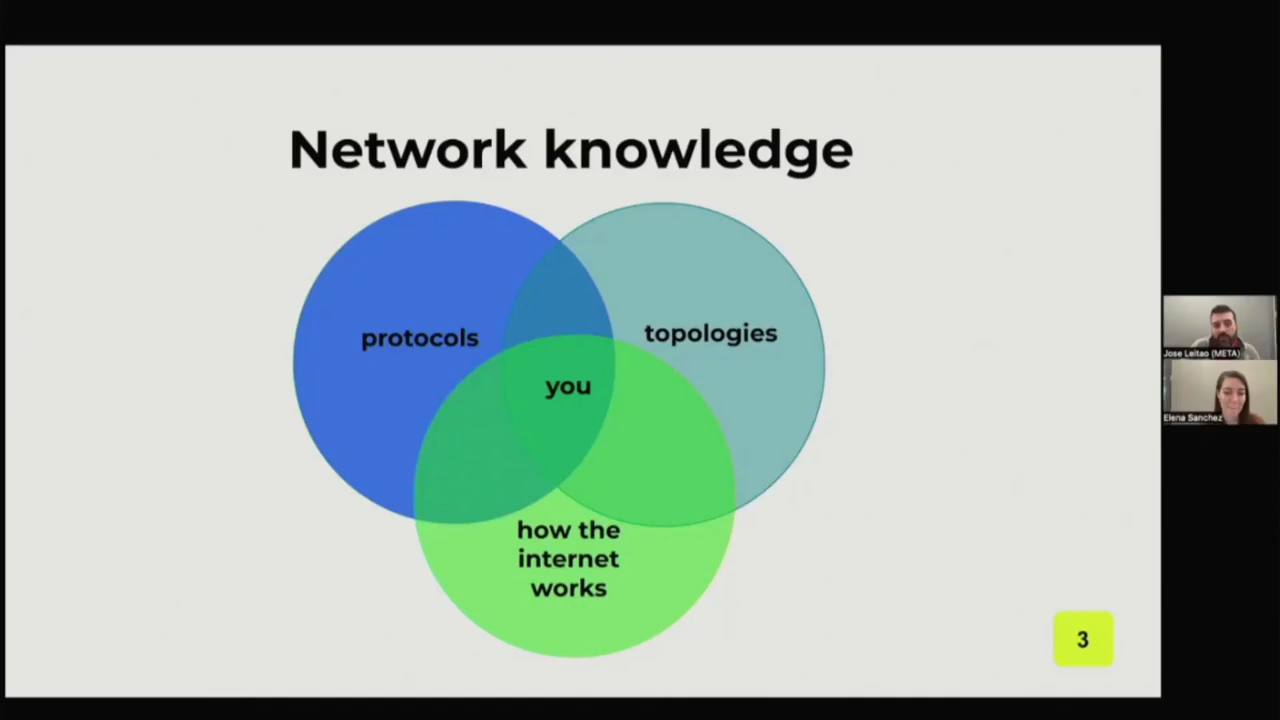 Network knowledge
protocols
topologies
you
how the
internet
works
3
Jose Leitao (META)
Elena Sanchez